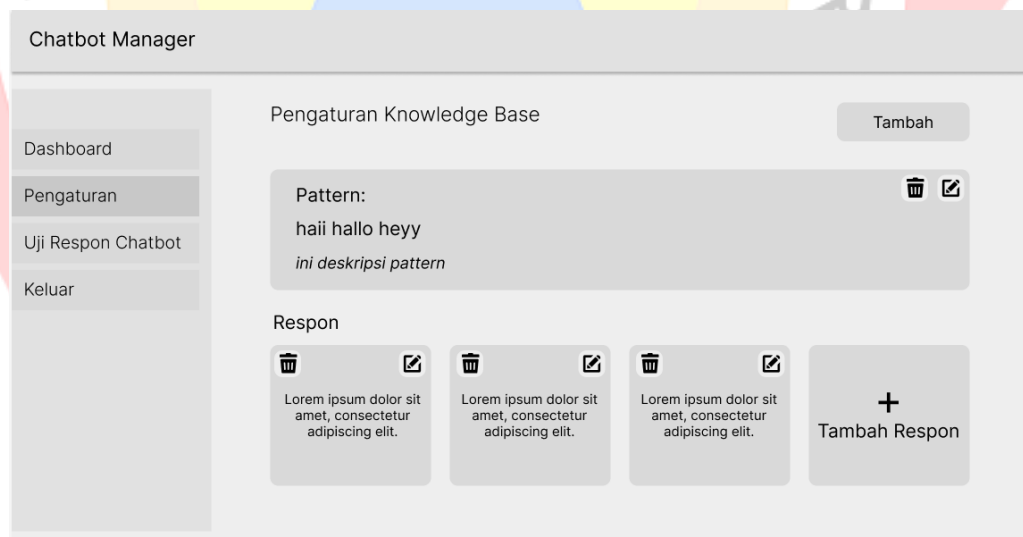 Chatbot Manager
Dashboard
Pengaturan
Uji Respon Chatbot
Keluar
Pengaturan Knowledge Base
Tambah
Pattern:
haii hallo heyy
ini deskripsi pattern
Respon
Lorem ipsum dolor sit
amet, consectetur
adipiscing elit.
Lorem ipsum dolor sit
amet, consectetur
adipiscing elit.
Lorem ipsum dolor sit
amet, consectetur
adipiscing elit.
+
Tambah Respon